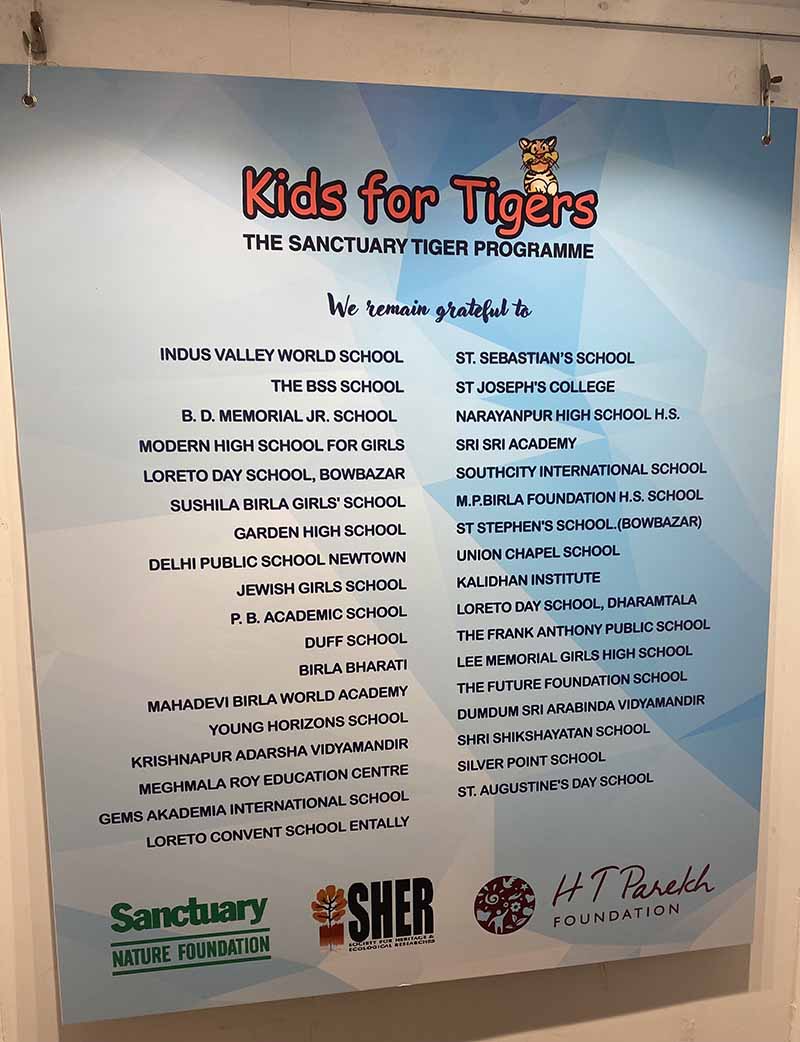 Kids for Tigers
THE SANCTUARY TIGER PROGRAMME
We remain grateful to
INDUS VALLEY WORLD SCHOOL
THE BSS SCHOOL
B. D. MEMORIAL JR. SCHOOL
MODERN HIGH SCHOOL FOR GIRLS
LORETO DAY SCHOOL, BOWBAZAR
SUSHILA BIRLA GIRLS' SCHOOL
GARDEN HIGH SCHOOL
DELHI PUBLIC SCHOOL NEWTOWN
JEWISH GIRLS SCHOOL
P. B. ACADEMIC SCHOOL
DUFF SCHOOL
BIRLA BHARATI
MAHADEVI BIRLA WORLD ACADEMY
YOUNG HORIZONS SCHOOL
KRISHNAPUR ADARSHA VIDYAMANDIR
MEGHMALA ROY EDUCATION CENTRE
GEMS AKADEMIA INTERNATIONAL SCHOOL
LORETO CONVENT SCHOOL ENTALLY
ST. SEBASTIAN'S SCHOOL
ST JOSEPH'S COLLEGE
NARAYANPUR HIGH SCHOOL H.S.
SRI SRI ACADEMY
SOUTHCITY INTERNATIONAL SCHOOL
M.P.BIRLA FOUNDATION H.S. SCHOOL
ST STEPHEN'S SCHOOL.(BOWBAZAR)
UNION CHAPEL SCHOOL
KALIDHAN INSTITUTE
LORETO DAY SCHOOL, DHARAMTALA
THE FRANK ANTHONY PUBLIC SCHOOL
LEE MEMORIAL GIRLS HIGH SCHOOL
THE FUTURE FOUNDATION SCHOOL
DUMDUM SRI ARABINDA VIDYAMANDIR
SHRI SHIKSHAYATAN SCHOOL
SILVER POINT SCHOOL
ST. AUGUSTINE'S DAY SCHOOL
Sanctuary
NATURE FOUNDATION
SHER
SOCIETY FOR HERITAGE &
ECOLOGICAL RESEARCHES
H T Parekh
FOUNDATION